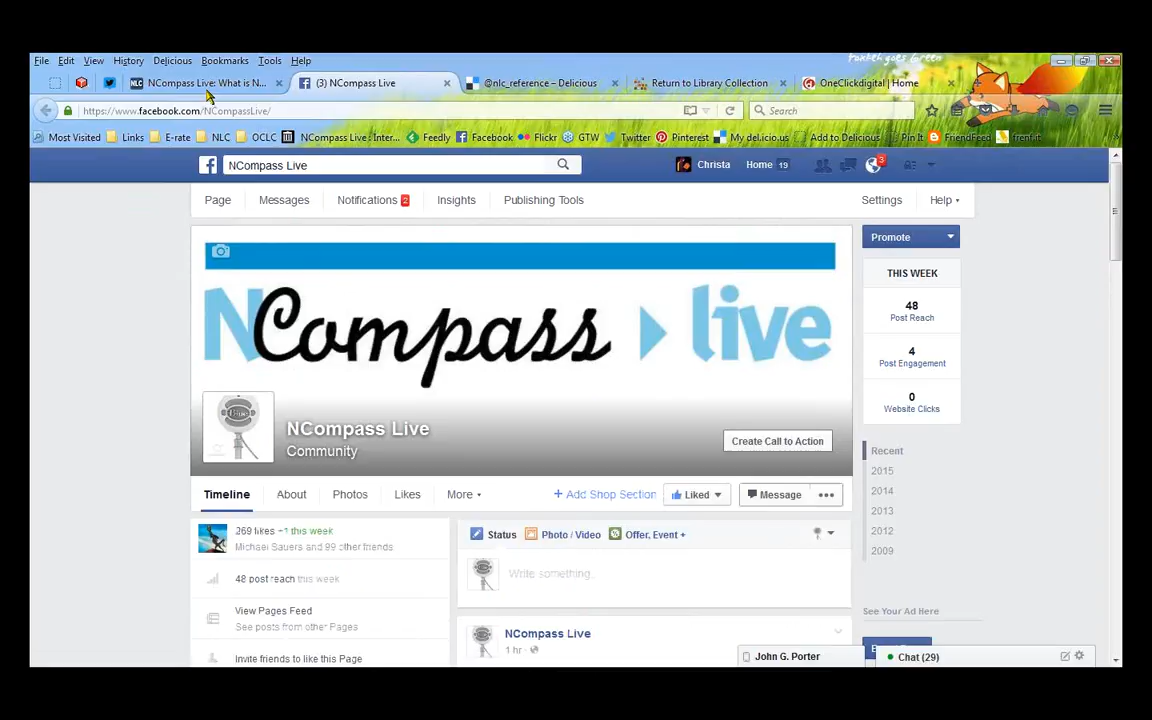 File Edit View History Delicious Bookmarks Tools Help
NCompass Live: What is N... × (3) NCompass Live × @nlc_reference – Delicious × Return to Library Collection × OneClickdigital | Home ×
https://www.facebook.com/NCompassLive/ Search
Most Visited Links E-rate NLC OCLC NCompass Live: Inter... Feedly Facebook Flickr GTW Twitter Pinterest My del.icio.us Add to Delicious Pin It FriendFeed frenf.it
NCompass Live Christa Home 19 3
Page Messages Notifications 2 Insights Publishing Tools Settings Help
Promote
THIS WEEK
48
Post Reach
4
Post Engagement
0
Website Clicks
NCompass live
NCompass Live
Community
Create Call to Action
Recent
2015
2014
2013
2012
2009
Timeline About Photos Likes More + Add Shop Section Liked Message •••
269 likes +1 this week
Michael Sauers and 99 other friends
48 post reach this week
View Pages Feed
See posts from other Pages
Invite friends to like this Page
Status Photo / Video Offer, Event +
Write something...
NCompass Live
1 hr
See Your Ad Here
John G. Porter Chat (29)